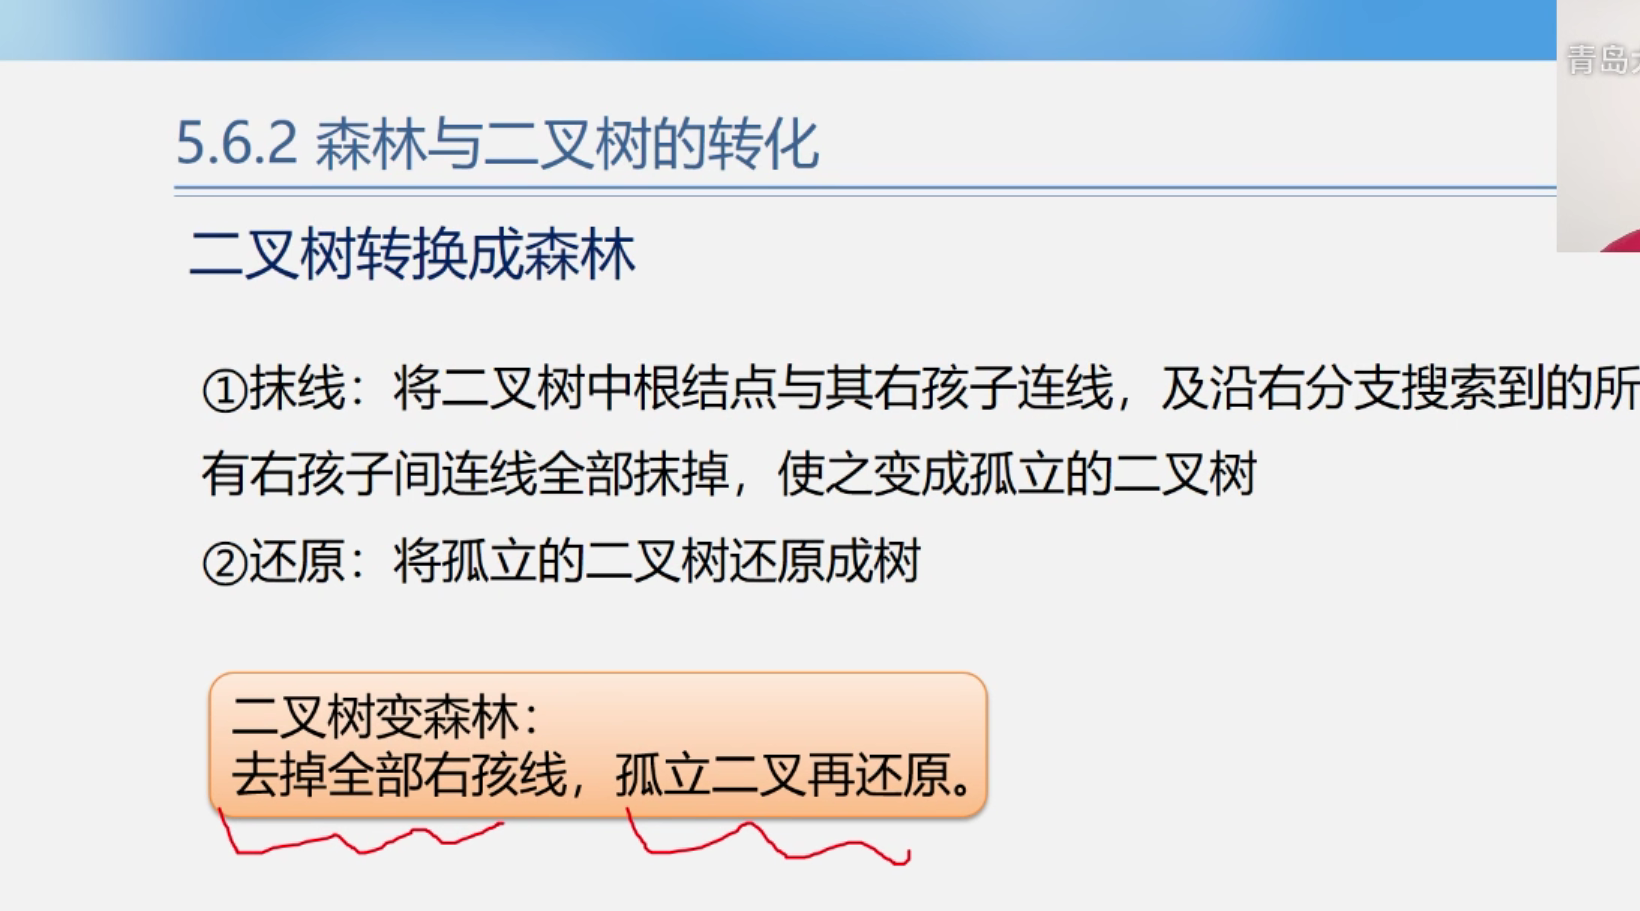 青岛
5.6.2 森林与二叉树的转化
二叉树转换成森林
①抹线：将二叉树中根结点与其右孩子连线，及沿右分支搜索到的所
有右孩子间连线全部抹掉，使之变成孤立的二叉树
②还原：将孤立的二叉树还原成树
二叉树变森林：
去掉全部右孩线，孤立二叉再还原。